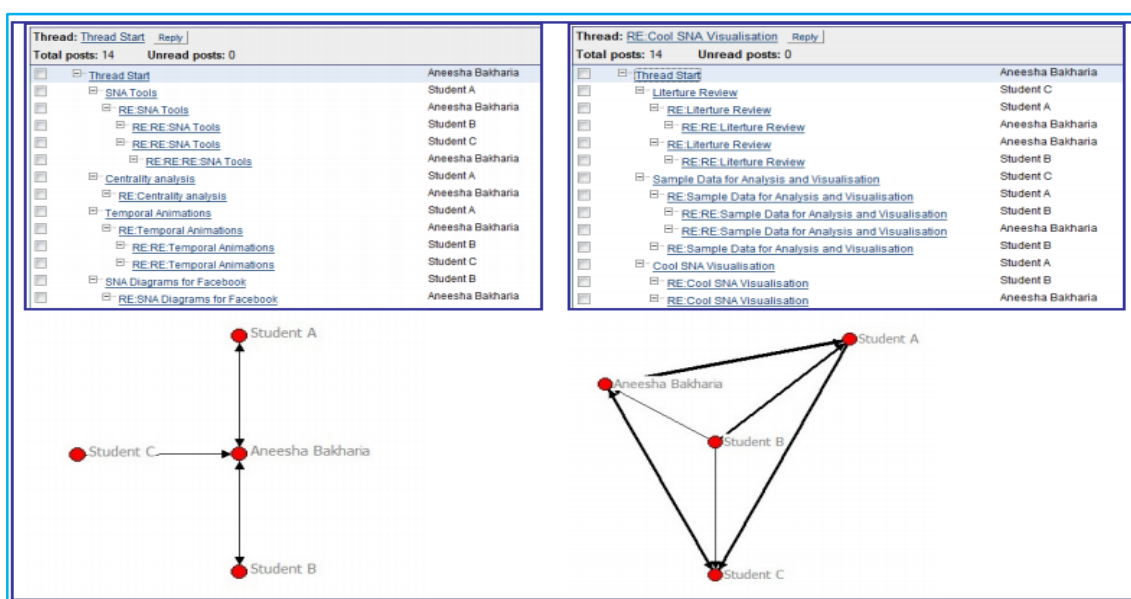 Thread: Thread Start Reply
Total posts: 14 Unread posts: 0
Thread Start Aneesha Bakharia
SNA Tools Student A
RE:SNA Tools Aneesha Bakharia
RE:RE:SNA Tools Student B
RE:RE:SNA Tools Student C
RE:RE:RE:SNA Tools Aneesha Bakharia
Centrality analysis Student A
RE:Centrality analysis Aneesha Bakharia
Temporal Animations Student A
RE:Temporal Animations Aneesha Bakharia
RE:RE:Temporal Animations Student B
RE:RE:Temporal Animations Student C
SNA Diagrams for Facebook Student B
RE:SNA Diagrams for Facebook Aneesha Bakharia
Thread: RE:Cool SNA Visualisation Reply
Total posts: 14 Unread posts: 0
Thread Start Aneesha Bakharia
Literture Review Student C
RE:Literture Review Student A
RE:RE:Literture Review Aneesha Bakharia
RE:Literture Review Aneesha Bakharia
RE:RE:Literture Review Student B
Sample Data for Analysis and Visualisation Student C
RE:Sample Data for Analysis and Visualisation Student A
RE:RE:Sample Data for Analysis and Visualisation Student B
RE:RE:Sample Data for Analysis and Visualisation Aneesha Bakharia
RE:Sample Data for Analysis and Visualisation Student B
Cool SNA Visualisation Student A
RE:Cool SNA Visualisation Student B
RE:Cool SNA Visualisation Aneesha Bakharia
Student A
Student C
Aneesha Bakharia
Student B
Student A
Aneesha Bakharia
Student B
Student C